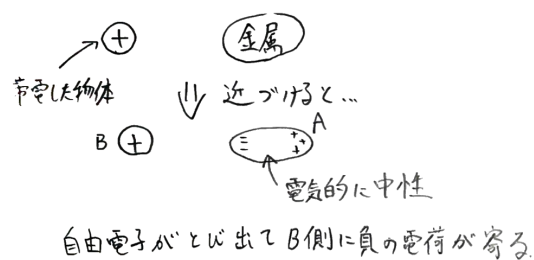 + 金属
帯電した物体
近づけると…
B + - - - + + + A
電気的に中性
自由電子がとび出てB側に負の電荷が寄る.